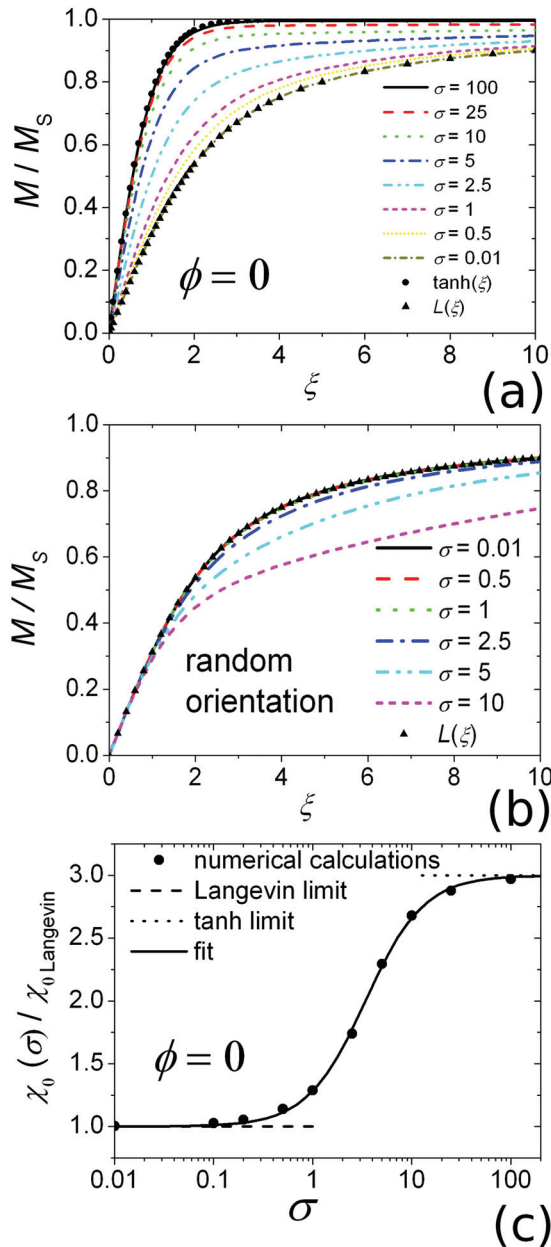 1.0
0.8
0.6
0.4
0.2
0.0
M / M_S
σ = 100
σ = 25
σ = 10
σ = 5
σ = 2.5
σ = 1
σ = 0.5
σ = 0.01
tanh(ξ)
L(ξ)
ϕ = 0
0 2 4 6 8 10
ξ
(a)
1.0
0.8
0.6
0.4
0.2
0.0
M / M_S
σ = 0.01
σ = 0.5
σ = 1
σ = 2.5
σ = 5
σ = 10
L(ξ)
random
orientation
0 2 4 6 8 10
ξ
(b)
numerical calculations
Langevin limit
tanh limit
fit
3.0
2.5
2.0
1.5
1.0
χ₀ (σ) / χ₀ Langevin
ϕ = 0
0.01 0.1 1 10 100
σ
(c)